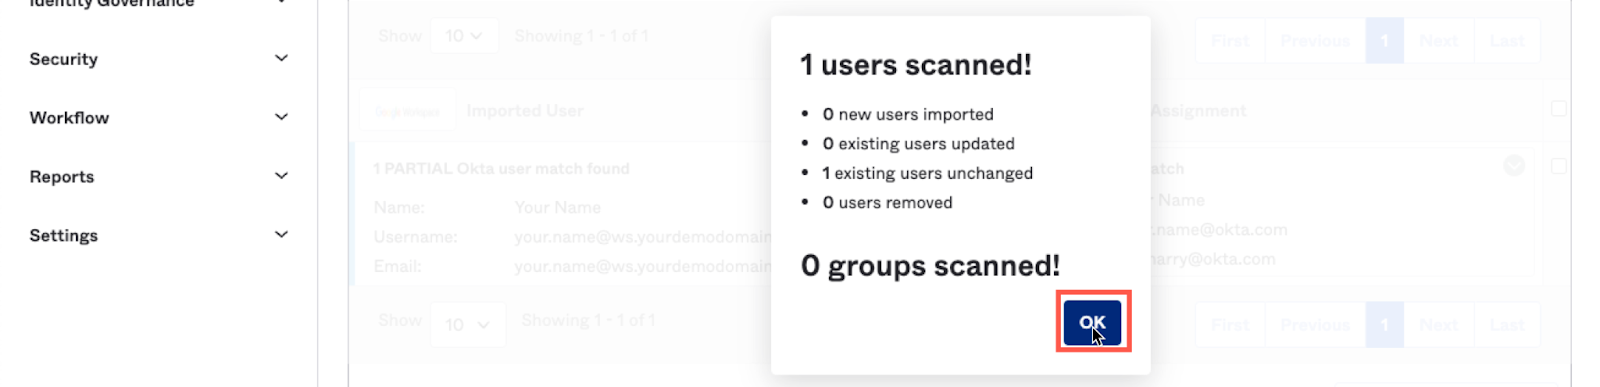 Identity Governance
Security
Workflow
Reports
Settings
Show 10 Showing 1 - 1 of 1
First Previous 1 Next Last
Google Workspace Imported User
Assignment
1 PARTIAL Okta user match found
Name: Your Name
Username: your.name@ws.yourdemodomain
Email: your.name@ws.yourdemodomain
atch
Name
.name@okta.com
narry@okta.com
Show 10 Showing 1 - 1 of 1
First Previous 1 Next Last
1 users scanned!
• 0 new users imported
• 0 existing users updated
• 1 existing users unchanged
• 0 users removed
0 groups scanned!
OK